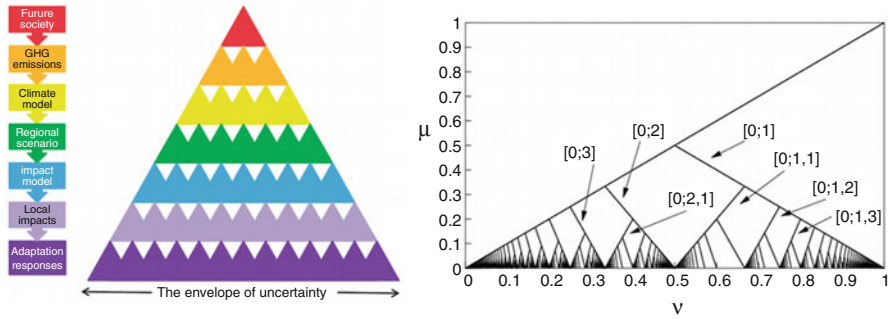 Furure
society
GHG
emissions
Climate
model
Regional
scenario
impact
model
Local
impacts
Adaptation
responses
The envelope of uncertainty
μ
1
0.9
0.8
0.7
0.6
0.5
0.4
0.3
0.2
0.1
0
[0;3]
[0;2]
[0;1]
[0;1,1]
[0;2,1]
[0;1,2]
[0;1,3]
0 0.1 0.2 0.3 0.4 0.5 0.6 0.7 0.8 0.9 1
ν